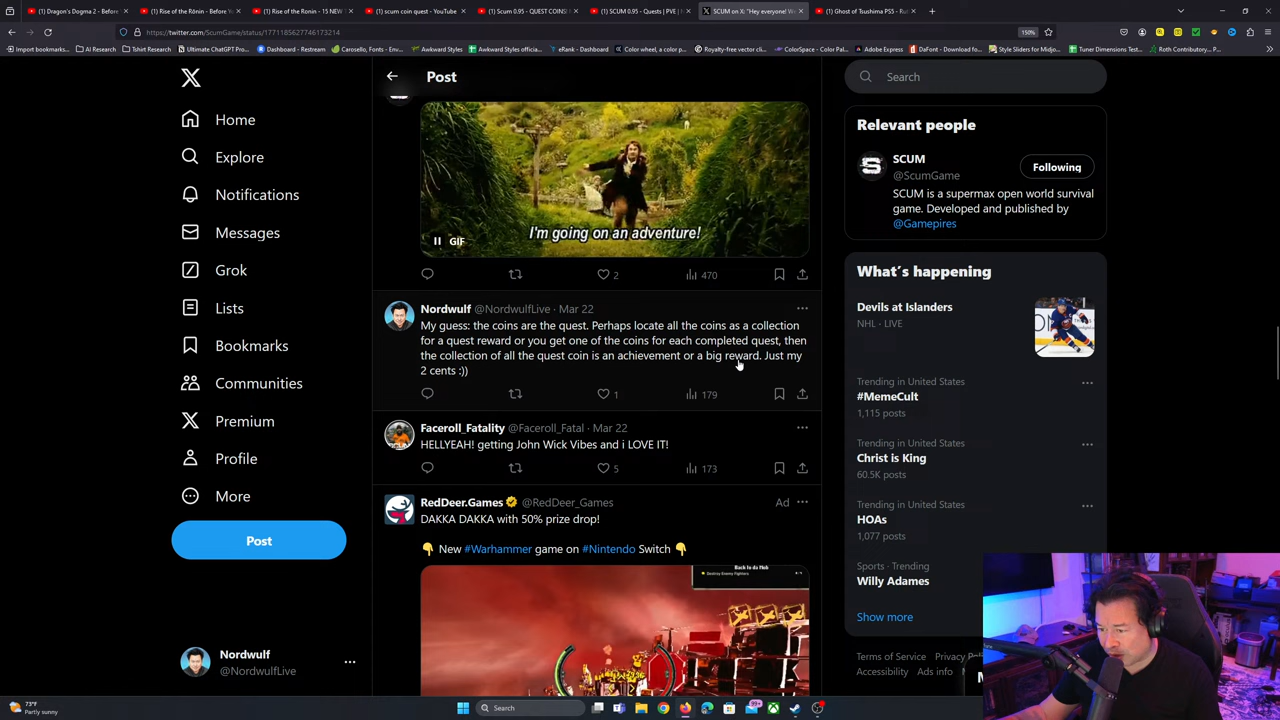 (1) Dragon's Dogma 2 - Before
(1) Rise of the Rōnin - Before Y
(1) Rise of the Ronin - 15 NEW
(1) scum coin quest - YouTube
(1) Scum 0.95 - QUEST COINS:
(1) SCUM 0.95 - Quests | PVE |
SCUM on X: "Hey everyone! W
(1) Ghost of Tsushima PS5 -
https://twitter.com/ScumGame/status/1771185627746173214
150%
Import bookmarks...
AI Research
Tshirt Research
Ultimate ChatGPT Pro...
Dashboard - Restream
Carosello, Fonts - Env...
Awkward Styles
Awkward Styles official...
eRank - Dashboard
Color wheel, a color p...
Royalty-free vector cli...
ColorSpace - Color Pal...
Adobe Express
DaFont - Download fo...
Style Sliders for Midjo...
Tuner Dimensions Test...
Roth Contributory... P...
Home
Explore
Notifications
Messages
Grok
Lists
Bookmarks
Communities
Premium
Profile
More
Post
Nordwulf
@NordwulfLive
Post
I'm going on an adventure!
GIF
2
470
Nordwulf @NordwulfLive · Mar 22
My guess: the coins are the quest. Perhaps locate all the coins as a collection
for a quest reward or you get one of the coins for each completed quest, then
the collection of all the quest coin is an achievement or a big reward. Just my
2 cents :))
1
179
Faceroll_Fatality @Faceroll_Fatal · Mar 22
HELLYEAH! getting John Wick Vibes and i LOVE IT!
5
173
RedDeer.Games @RedDeer_Games
Ad
DAKKA DAKKA with 50% prize drop!
New #Warhammer game on #Nintendo Switch
Back to da Mek
Destroy Enemy Fighters
Search
Relevant people
SCUM
@ScumGame
Following
SCUM is a supermax open world survival
game. Developed and published by
@Gamepires
What's happening
Devils at Islanders
NHL · LIVE
Trending in United States
#MemeCult
1,115 posts
Trending in United States
Christ is King
60.5K posts
Trending in United States
HOAs
1,077 posts
Sports · Trending
Willy Adames
Show more
Terms of Service
Privacy
Accessibility
Ads info
73°F
Partly sunny
Search
99+